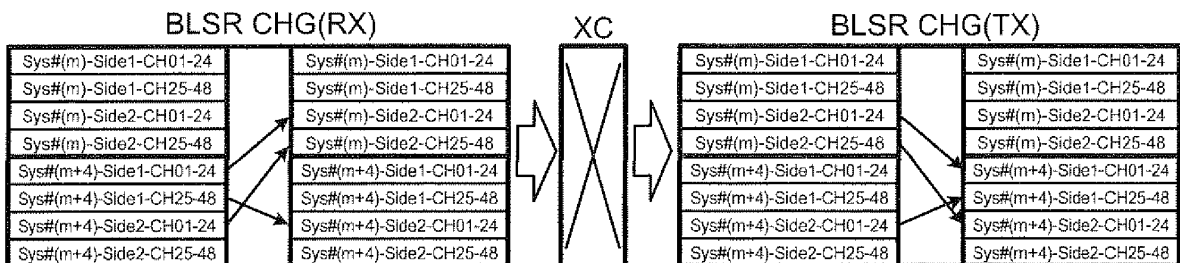 BLSR CHG(RX)
XC
BLSR CHG(TX)
Sys#(m)-Side1-CH01-24
Sys#(m)-Side1-CH25-48
Sys#(m)-Side2-CH01-24
Sys#(m)-Side2-CH25-48
Sys#(m+4)-Side1-CH01-24
Sys#(m+4)-Side1-CH25-48
Sys#(m+4)-Side2-CH01-24
Sys#(m+4)-Side2-CH25-48
Sys#(m)-Side1-CH01-24
Sys#(m)-Side1-CH25-48
Sys#(m)-Side2-CH01-24
Sys#(m)-Side2-CH25-48
Sys#(m+4)-Side1-CH01-24
Sys#(m+4)-Side1-CH25-48
Sys#(m+4)-Side2-CH01-24
Sys#(m+4)-Side2-CH25-48
Sys#(m)-Side1-CH01-24
Sys#(m)-Side1-CH25-48
Sys#(m)-Side2-CH01-24
Sys#(m)-Side2-CH25-48
Sys#(m+4)-Side1-CH01-24
Sys#(m+4)-Side1-CH25-48
Sys#(m+4)-Side2-CH01-24
Sys#(m+4)-Side2-CH25-48
Sys#(m)-Side1-CH01-24
Sys#(m)-Side1-CH25-48
Sys#(m)-Side2-CH01-24
Sys#(m)-Side2-CH25-48
Sys#(m+4)-Side1-CH01-24
Sys#(m+4)-Side1-CH25-48
Sys#(m+4)-Side2-CH01-24
Sys#(m+4)-Side2-CH25-48